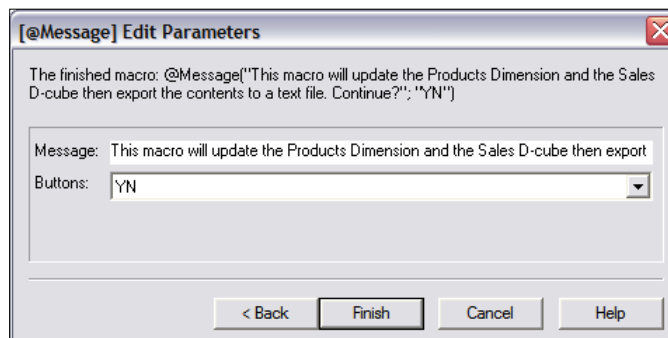 [@Message] Edit Parameters
The finished macro: @Message("This macro will update the Products Dimension and the Sales
D-cube then export the contents to a text file. Continue?"; "YN")
Message: This macro will update the Products Dimension and the Sales D-cube then export
Buttons: YN
< Back Finish Cancel Help